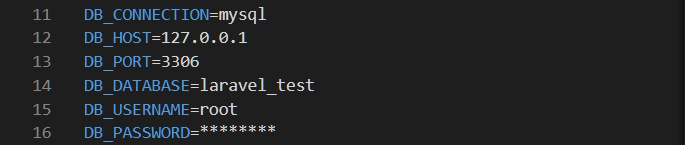 11 DB_CONNECTION=mysql
12 DB_HOST=127.0.0.1
13 DB_PORT=3306
14 DB_DATABASE=laravel_test
15 DB_USERNAME=root
16 DB_PASSWORD=********